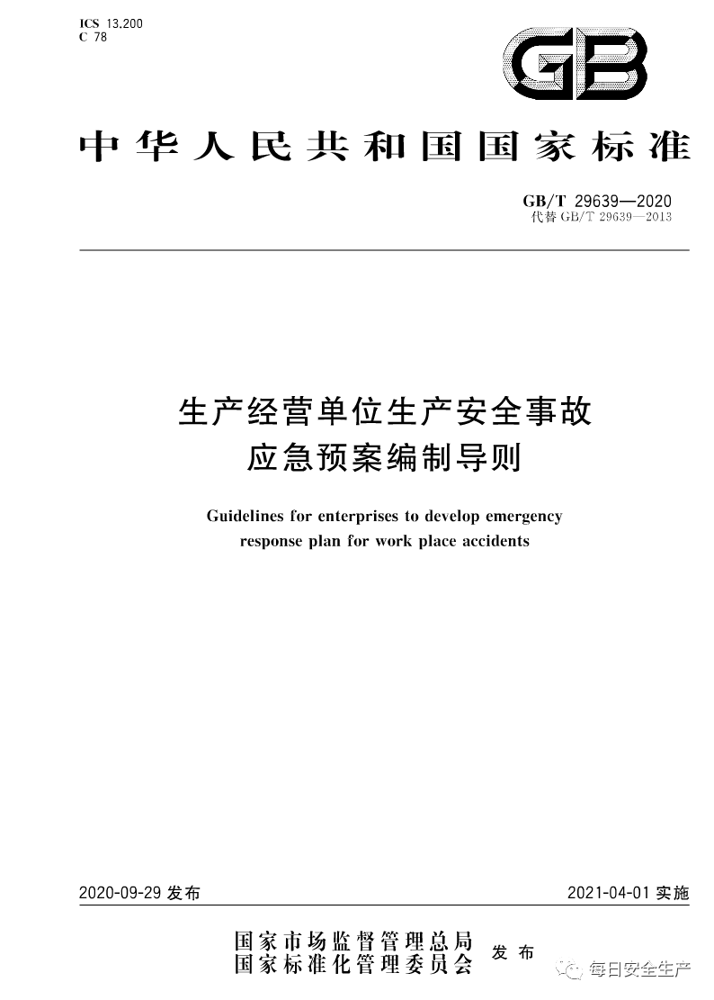 ICS 13.200
C 78
GB
中华人民共和国国家标准
GB/T 29639—2020
代替 GB/T 29639—2013
生产经营单位生产安全事故
应急预案编制导则
Guidelines for enterprises to develop emergency
response plan for work place accidents
2020-09-29 发布
2021-04-01 实施
国家市场监督管理总局
国家标准化管理委员会
发布
每日安全生产